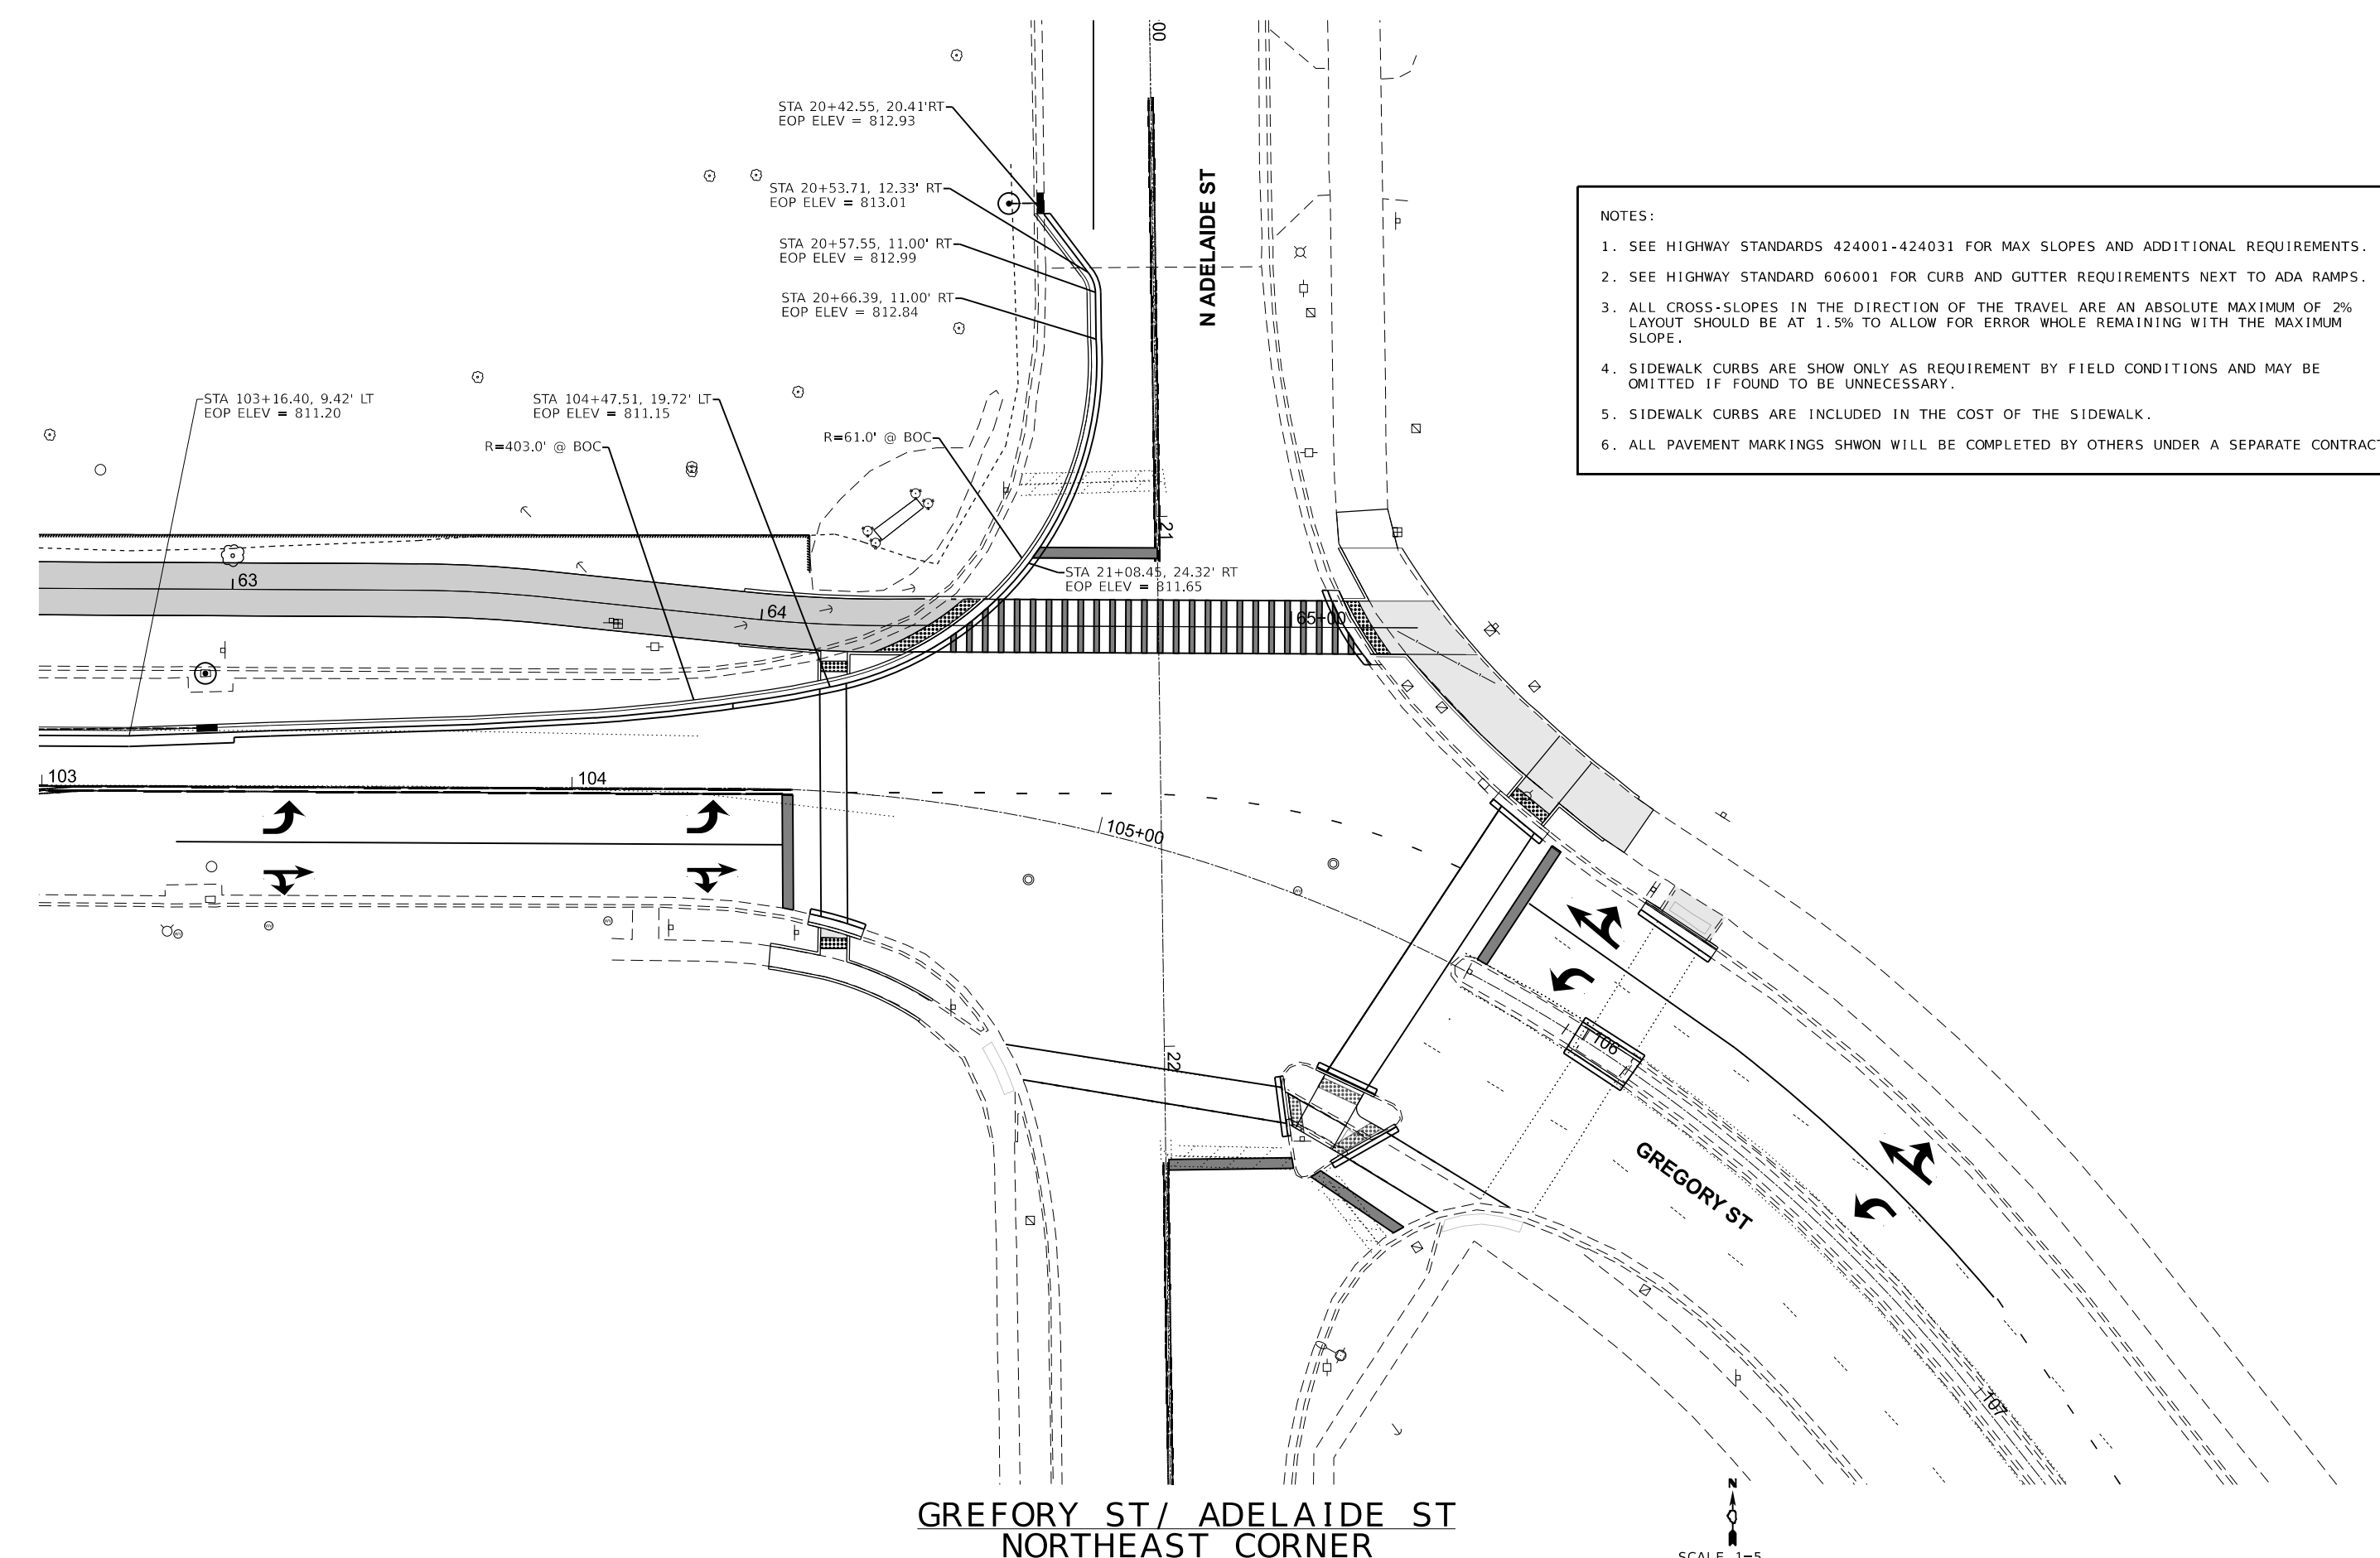 00
STA 20+42.55, 20.41'RT
EOP ELEV = 812.93
STA 20+53.71, 12.33' RT
EOP ELEV = 813.01
STA 20+57.55, 11.00' RT
EOP ELEV = 812.99
STA 20+66.39, 11.00' RT
EOP ELEV = 812.84
N ADELAIDE ST
NOTES:
1. SEE HIGHWAY STANDARDS 424001-424031 FOR MAX SLOPES AND ADDITIONAL REQUIREMENTS.
2. SEE HIGHWAY STANDARD 606001 FOR CURB AND GUTTER REQUIREMENTS NEXT TO ADA RAMPS.
3. ALL CROSS-SLOPES IN THE DIRECTION OF THE TRAVEL ARE AN ABSOLUTE MAXIMUM OF 2%
LAYOUT SHOULD BE AT 1.5% TO ALLOW FOR ERROR WHOLE REMAINING WITH THE MAXIMUM
SLOPE.
4. SIDEWALK CURBS ARE SHOW ONLY AS REQUIREMENT BY FIELD CONDITIONS AND MAY BE
OMITTED IF FOUND TO BE UNNECESSARY.
5. SIDEWALK CURBS ARE INCLUDED IN THE COST OF THE SIDEWALK.
6. ALL PAVEMENT MARKINGS SHWON WILL BE COMPLETED BY OTHERS UNDER A SEPARATE CONTRACT
STA 103+16.40, 9.42' LT
EOP ELEV = 811.20
STA 104+47.51, 19.72' LT
EOP ELEV = 811.15
R=403.0' @ BOC
R=61.0' @ BOC
21
STA 21+08.45, 24.32' RT
EOP ELEV = 811.65
63
64
65+00
103
104
105+00
106
22
GREGORY ST
107
GREFORY ST/ ADELAIDE ST
NORTHEAST CORNER
N
SCALE 1=5